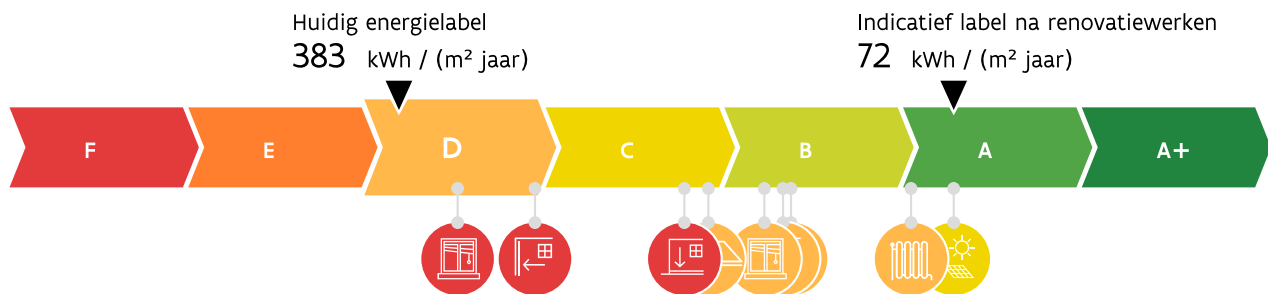 Huidig energielabel
383 kWh / (m² jaar)
Indicatief label na renovatiewerken
72 kWh / (m² jaar)
F E D C B A A+